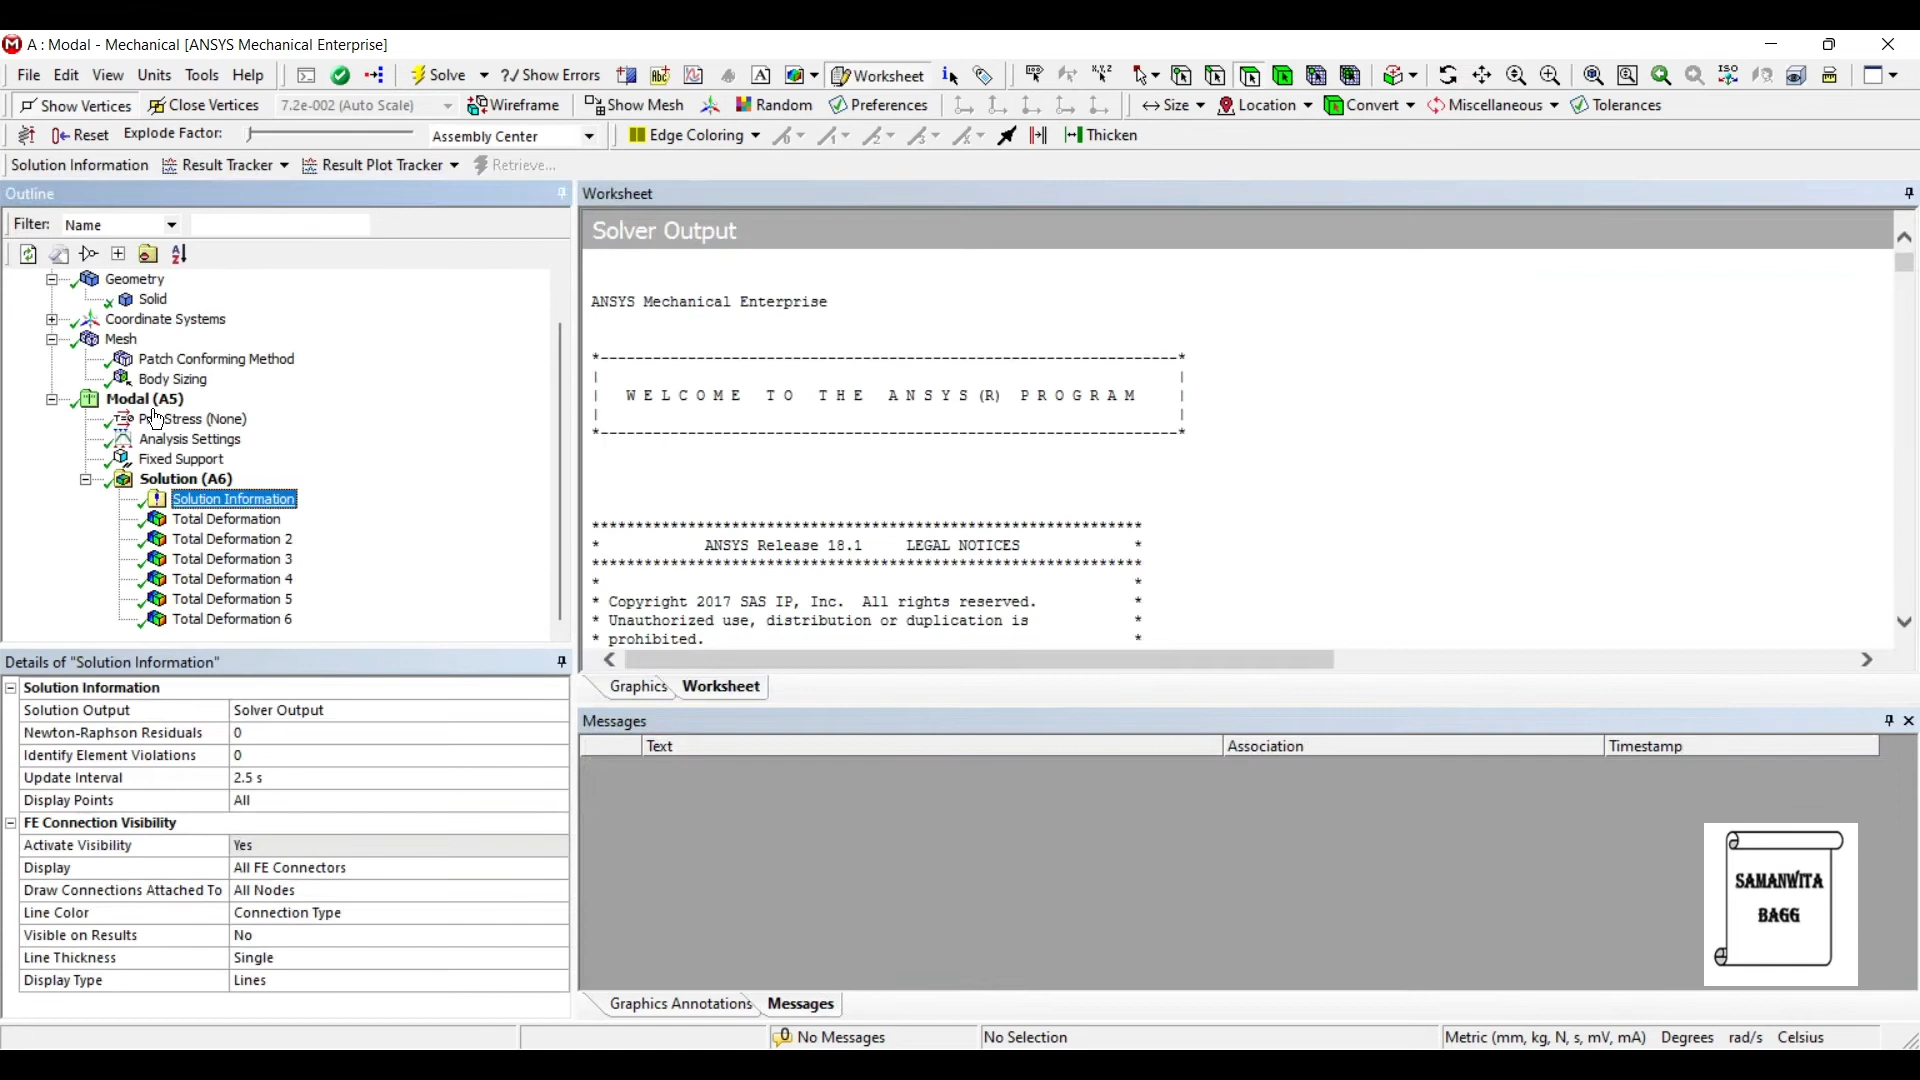 A : Modal - Mechanical [ANSYS Mechanical Enterprise]
File Edit View Units Tools Help Solve ?/ Show Errors Worksheet
Show Vertices Close Vertices 7.2e-002 (Auto Scale) Wireframe Show Mesh Random Preferences Size Location Convert Miscellaneous Tolerances
Reset Explode Factor: Assembly Center Edge Coloring Thicken
Solution Information Result Tracker Result Plot Tracker Retrieve...
Outline
Filter: Name
Geometry
Solid
Coordinate Systems
Mesh
Patch Conforming Method
Body Sizing
Modal (A5)
Stress (None)
Analysis Settings
Fixed Support
Solution (A6)
Solution Information
Total Deformation
Total Deformation 2
Total Deformation 3
Total Deformation 4
Total Deformation 5
Total Deformation 6
Details of "Solution Information"
Solution Information
Solution Output Solver Output
Newton-Raphson Residuals 0
Identify Element Violations 0
Update Interval 2.5 s
Display Points All
FE Connection Visibility
Activate Visibility Yes
Display All FE Connectors
Draw Connections Attached To All Nodes
Line Color Connection Type
Visible on Results No
Line Thickness Single
Display Type Lines
Worksheet
Solver Output
ANSYS Mechanical Enterprise
*------------------------------------------------------------------*
| |
| W E L C O M E T O T H E A N S Y S (R) P R O G R A M |
| |
*------------------------------------------------------------------*
***************************************************************
* ANSYS Release 18.1 LEGAL NOTICES *
***************************************************************
* *
* Copyright 2017 SAS IP, Inc. All rights reserved. *
* Unauthorized use, distribution or duplication is *
* prohibited. *
Graphics Worksheet
Messages
Text Association Timestamp
SAMANWITA
BAGG
Graphics Annotations Messages
No Messages No Selection Metric (mm, kg, N, s, mV, mA) Degrees rad/s Celsius